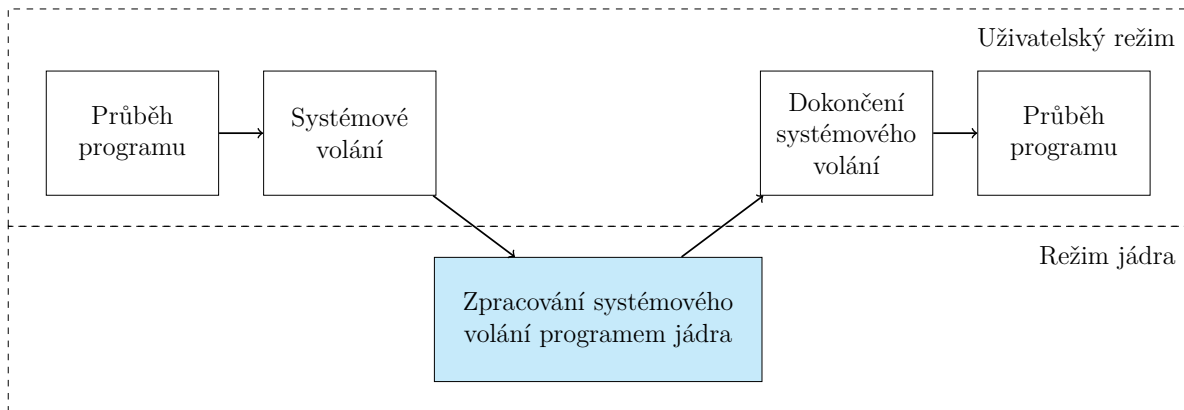 Uživatelský režim
Průběh
programu
Systémové
volání
Dokončení
systémového
volání
Průběh
programu
Režim jádra
Zpracování systémového
volání programem jádra